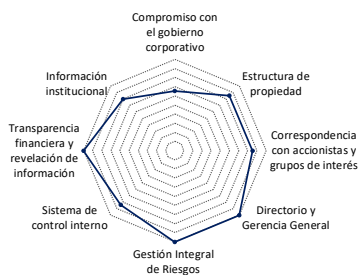 Compromiso con
el gobierno
corporativo
Estructura de
propiedad
Correspondencia
con accionistas y
grupos de interés
Directorio y
Gerencia General
Gestión Integral
de Riesgos
Sistema de
control interno
Transparencia
financiera y
revelación de
información
Información
institucional